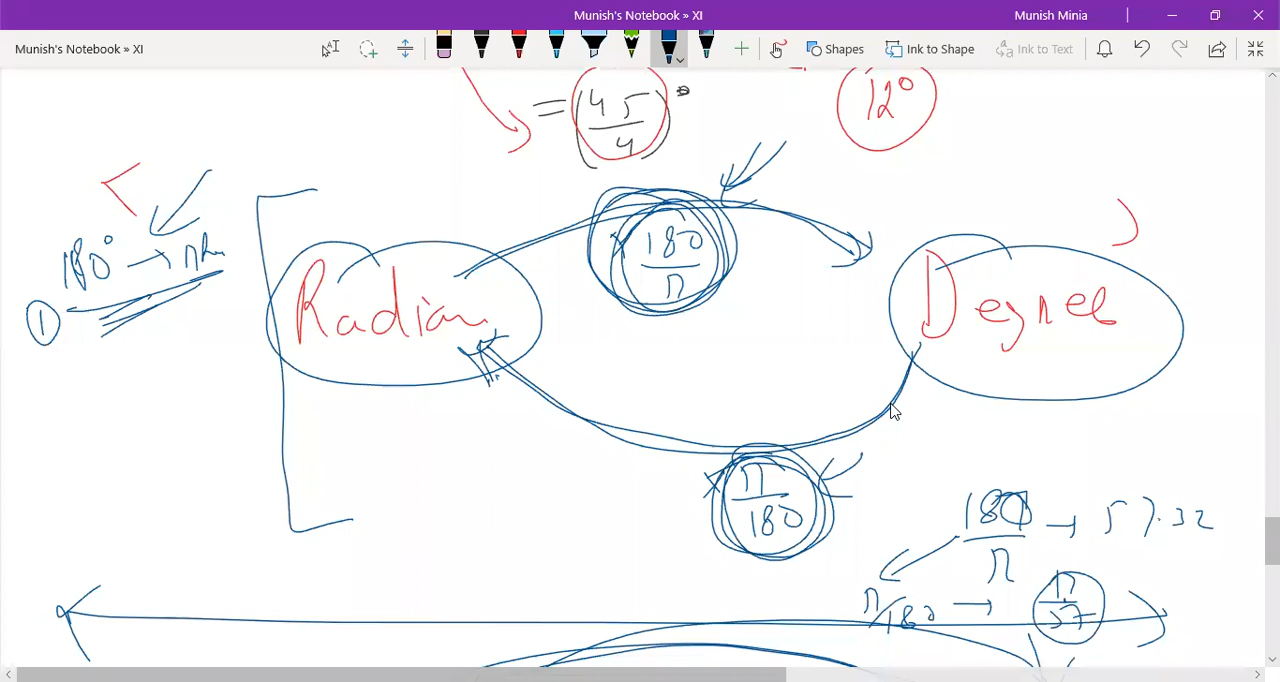 Munish's Notebook » XI
Munish Minia
Munish's Notebook » XI
Shapes
Ink to Shape
Ink to Text
= (45/4)°
12°
180° →
①
Radian
× 180/π
Degree
× π/180
180/π → 57.32
π/180 → π/57